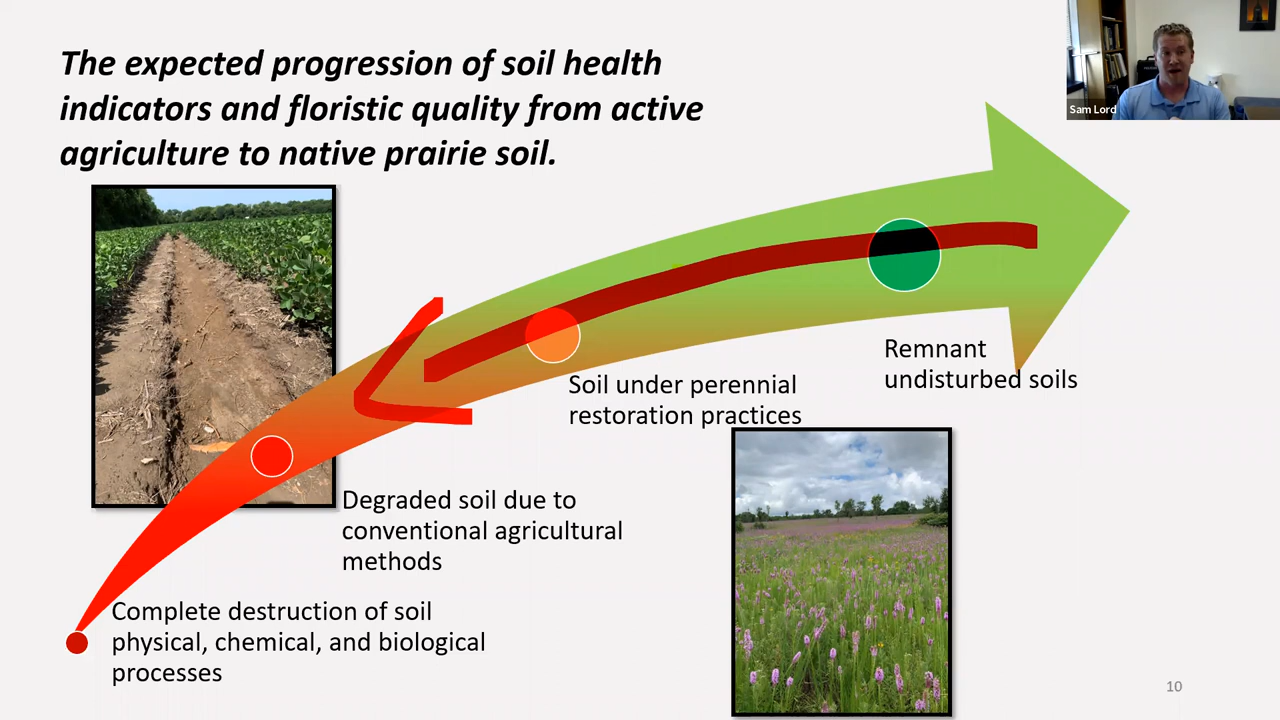 The expected progression of soil health
indicators and floristic quality from active
agriculture to native prairie soil.
Sam Lord
Remnant
undisturbed soils
Soil under perennial
restoration practices
Degraded soil due to
conventional agricultural
methods
Complete destruction of soil
physical, chemical, and biological
processes
10